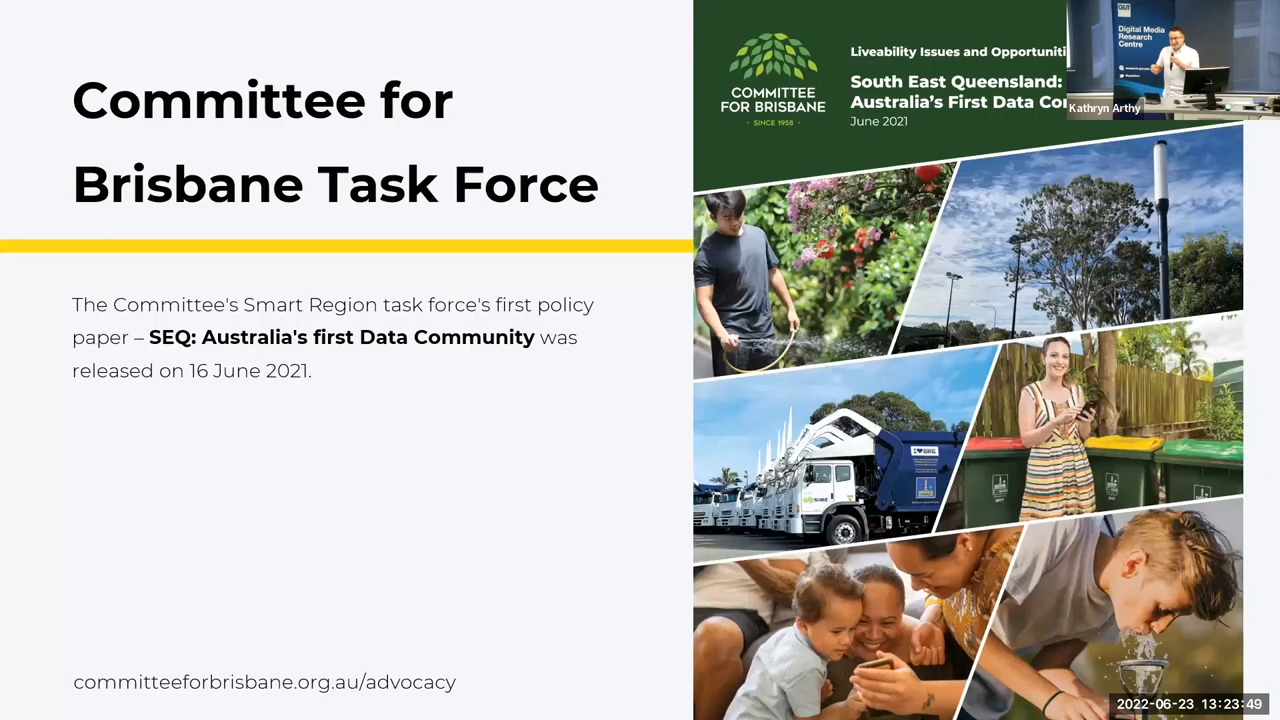 Committee for
Brisbane Task Force
The Committee's Smart Region task force's first policy
paper – SEQ: Australia's first Data Community was
released on 16 June 2021.
committeeforbrisbane.org.au/advocacy
COMMITTEE
FOR BRISBANE
- SINCE 1958 -
Liveability Issues and Opportuniti
South East Queensland:
Australia's First Data Co
June 2021
QUT
Digital Media
Research
Centre
Kathryn Arthy
I BNE
suez
2022-06-23 13:23:49